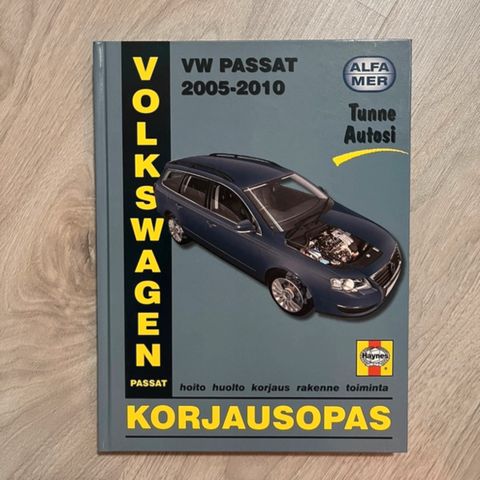 VOLKSWAGEN
PASSAT
VW PASSAT
2005-2010
ALFA
MER
Tunne
Autosi
Haynes
hoito huolto korjaus rakenne toiminta
KORJAUSOPAS